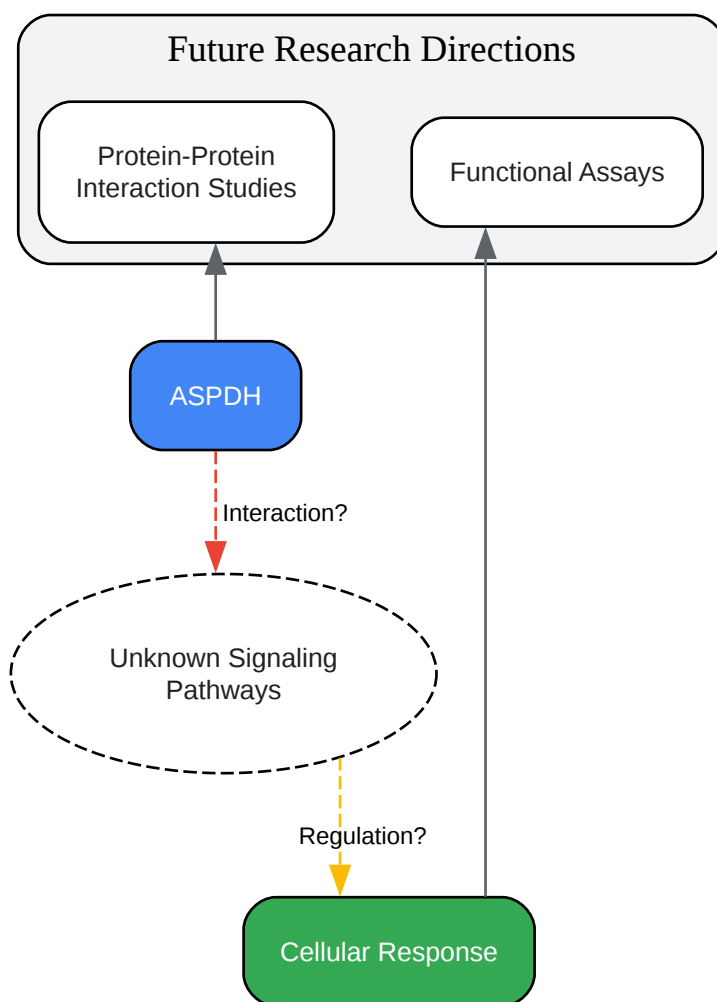 Future Research Directions
Protein-Protein
Interaction Studies
Functional Assays
ASPDH
Interaction?
Unknown Signaling
Pathways
Regulation?
Cellular Response